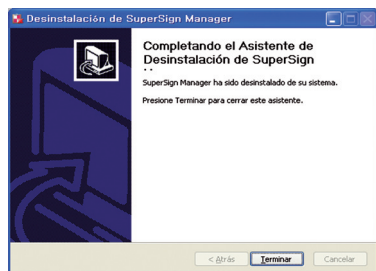 Desinstalación de SuperSign Manager
Completando el Asistente de
Desinstalación de SuperSign
SuperSign Manager ha sido desinstalado de su sistema.
Presione Terminar para cerrar este asistente.
< Atrás
Terminar
Cancelar